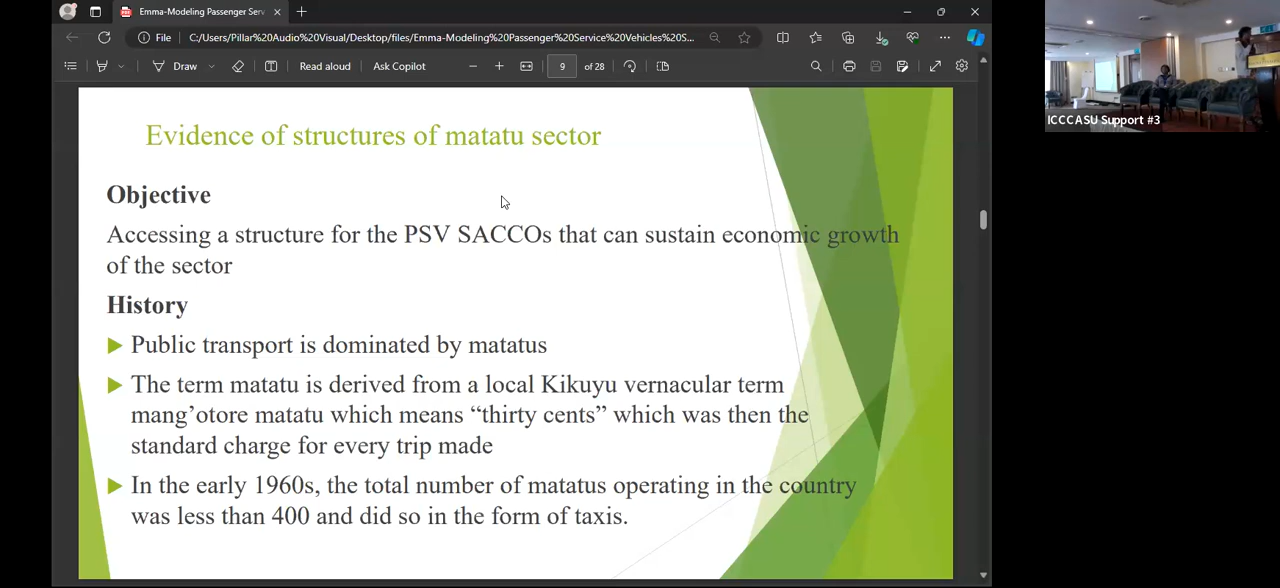 Emma-Modeling Passenger Serv
File
C:/Users/Pillar%20Audio%20Visual/Desktop/files/Emma-Modeling%20Passenger%20Service%20Vehicles%20S...
Draw
Read aloud
Ask Copilot
9
of 28
ICCCASU Support #3
Evidence of structures of matatu sector
Objective
Accessing a structure for the PSV SACCOs that can sustain economic growth
of the sector
History
Public transport is dominated by matatus
The term matatu is derived from a local Kikuyu vernacular term
mang’otore matatu which means “thirty cents” which was then the
standard charge for every trip made
In the early 1960s, the total number of matatus operating in the country
was less than 400 and did so in the form of taxis.